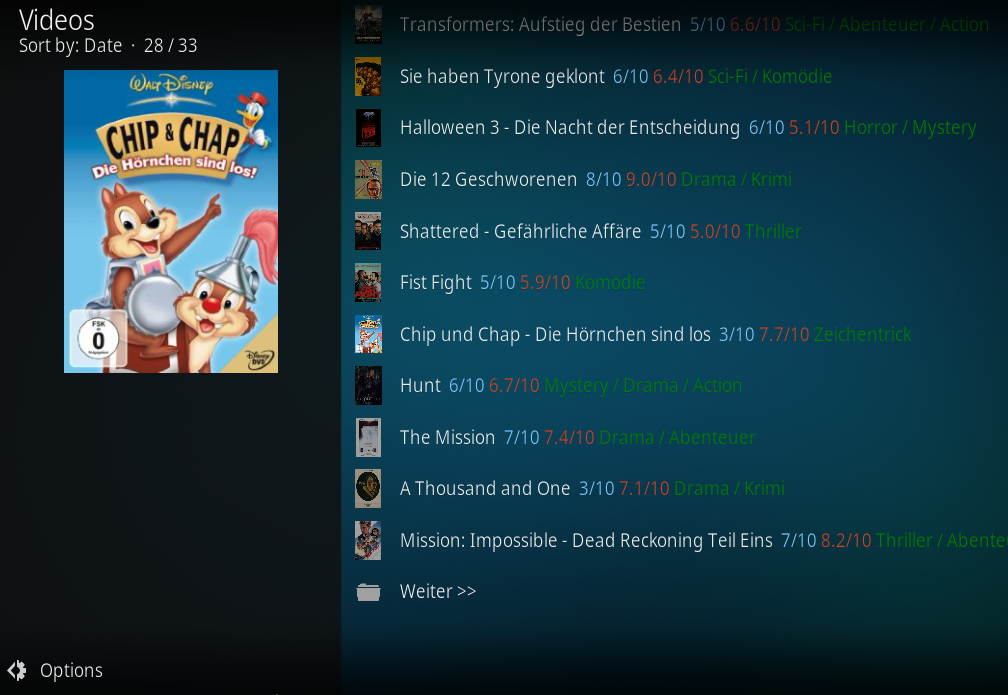 Videos
Sort by: Date · 28 / 33
WALT DISNEY
CHIP & CHAP
Die Hörnchen sind los!
FSK
ab
0
freigegeben
Disney
DVD
Transformers: Aufstieg der Bestien 5/10 6.6/10 Sci-Fi / Abenteuer / Action
Sie haben Tyrone geklont 6/10 6.4/10 Sci-Fi / Komödie
Halloween 3 - Die Nacht der Entscheidung 6/10 5.1/10 Horror / Mystery
Die 12 Geschworenen 8/10 9.0/10 Drama / Krimi
Shattered - Gefährliche Affäre 5/10 5.0/10 Thriller
Fist Fight 5/10 5.9/10 Komödie
Chip und Chap - Die Hörnchen sind los 3/10 7.7/10 Zeichentrick
Hunt 6/10 6.7/10 Mystery / Drama / Action
The Mission 7/10 7.4/10 Drama / Abenteuer
A Thousand and One 3/10 7.1/10 Drama / Krimi
Mission: Impossible - Dead Reckoning Teil Eins 7/10 8.2/10 Thriller / Abente
Weiter >>
Options